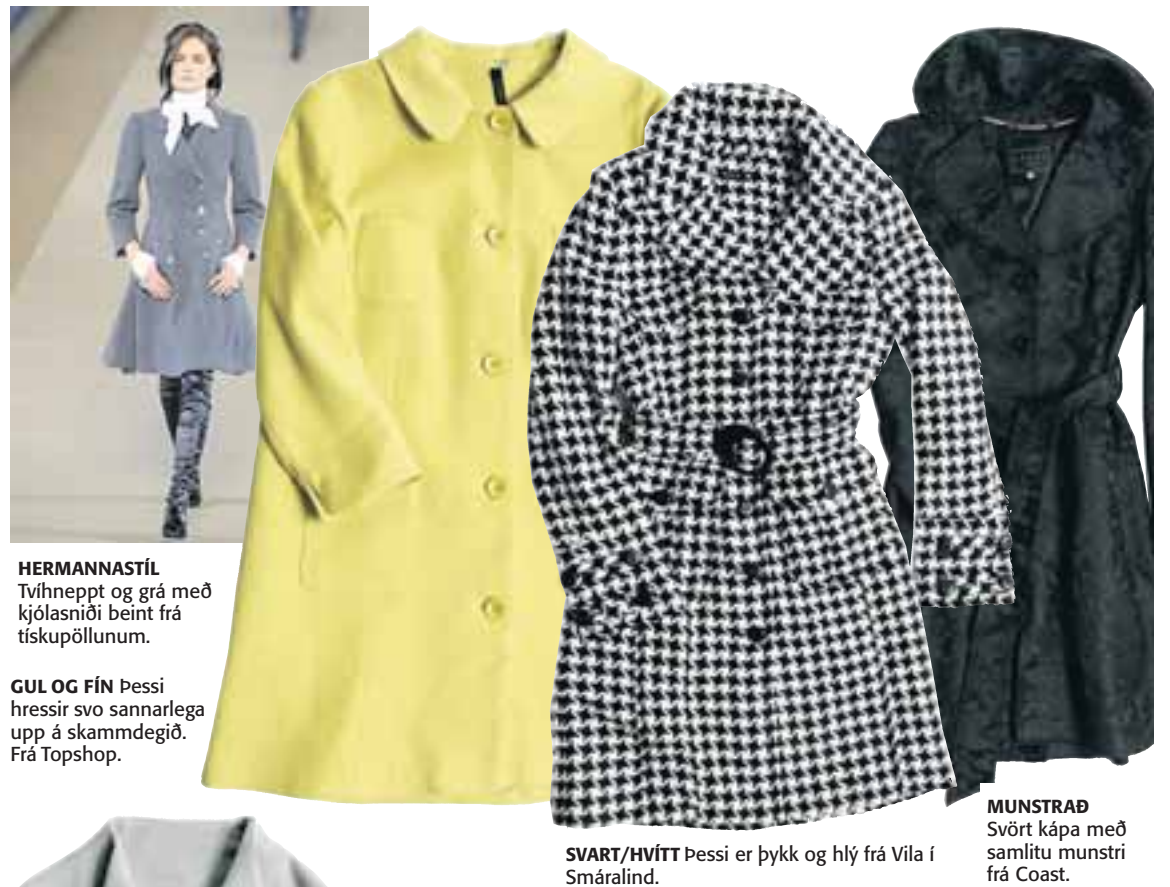 HERMANNASTÍL
Tvíhneppt og grá með
kjólasniði beint frá
tískupöllunum.
GUL OG FÍN Þessi
hressir svo sannarlega
upp á skammdegið.
Frá Topshop.
SVART/HVÍTT Þessi er þykk og hlý frá Vila í
Smáralind.
MUNSTRAÐ
Svört kápa með
samlitu munstri
frá Coast.